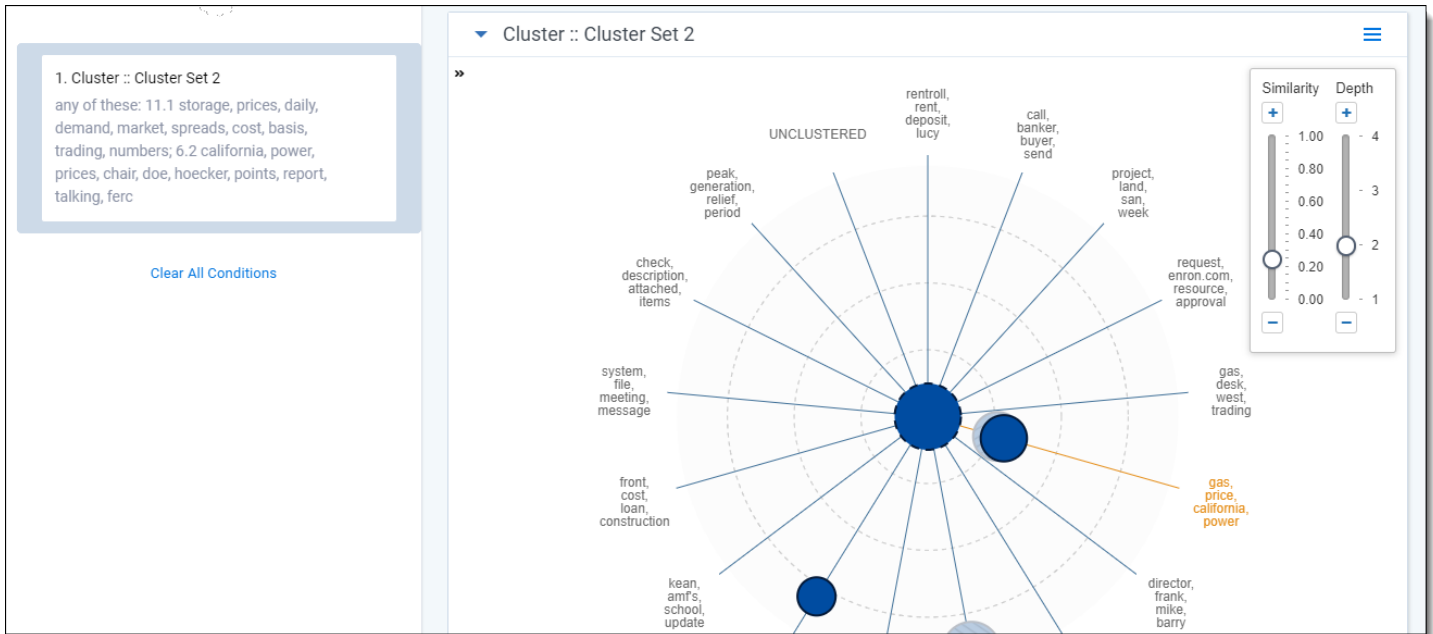 1. Cluster :: Cluster Set 2
any of these: 11.1 storage, prices, daily,
demand, market, spreads, cost, basis,
trading, numbers; 6.2 california, power,
prices, chair, doe, hoecker, points, report,
talking, ferc
Clear All Conditions
Cluster :: Cluster Set 2
»
Similarity
Depth
+
+
1.00
0.80
0.60
0.40
0.20
0.00
4
3
2
1
−
−
UNCLUSTERED
rentroll,
rent,
deposit,
lucy
call,
banker,
buyer,
send
project,
land,
san,
week
request,
enron.com,
resource,
approval
gas,
desk,
west,
trading
gas,
price,
california,
power
director,
frank,
mike,
barry
peak,
generation,
relief,
period
check,
description,
attached,
items
system,
file,
meeting,
message
front,
cost,
loan,
construction
kean,
amf's,
school,
update